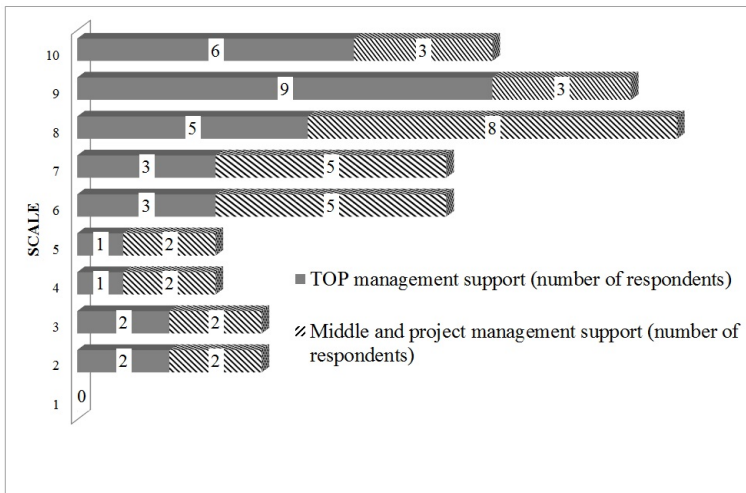 10 6 3
9 9 3
8 5 8
7 3 5
6 3 5
5 1 2
4 1 2
3 2 2
2 2 2
1 0
SCALE
TOP management support (number of respondents)
Middle and project management support (number of
respondents)